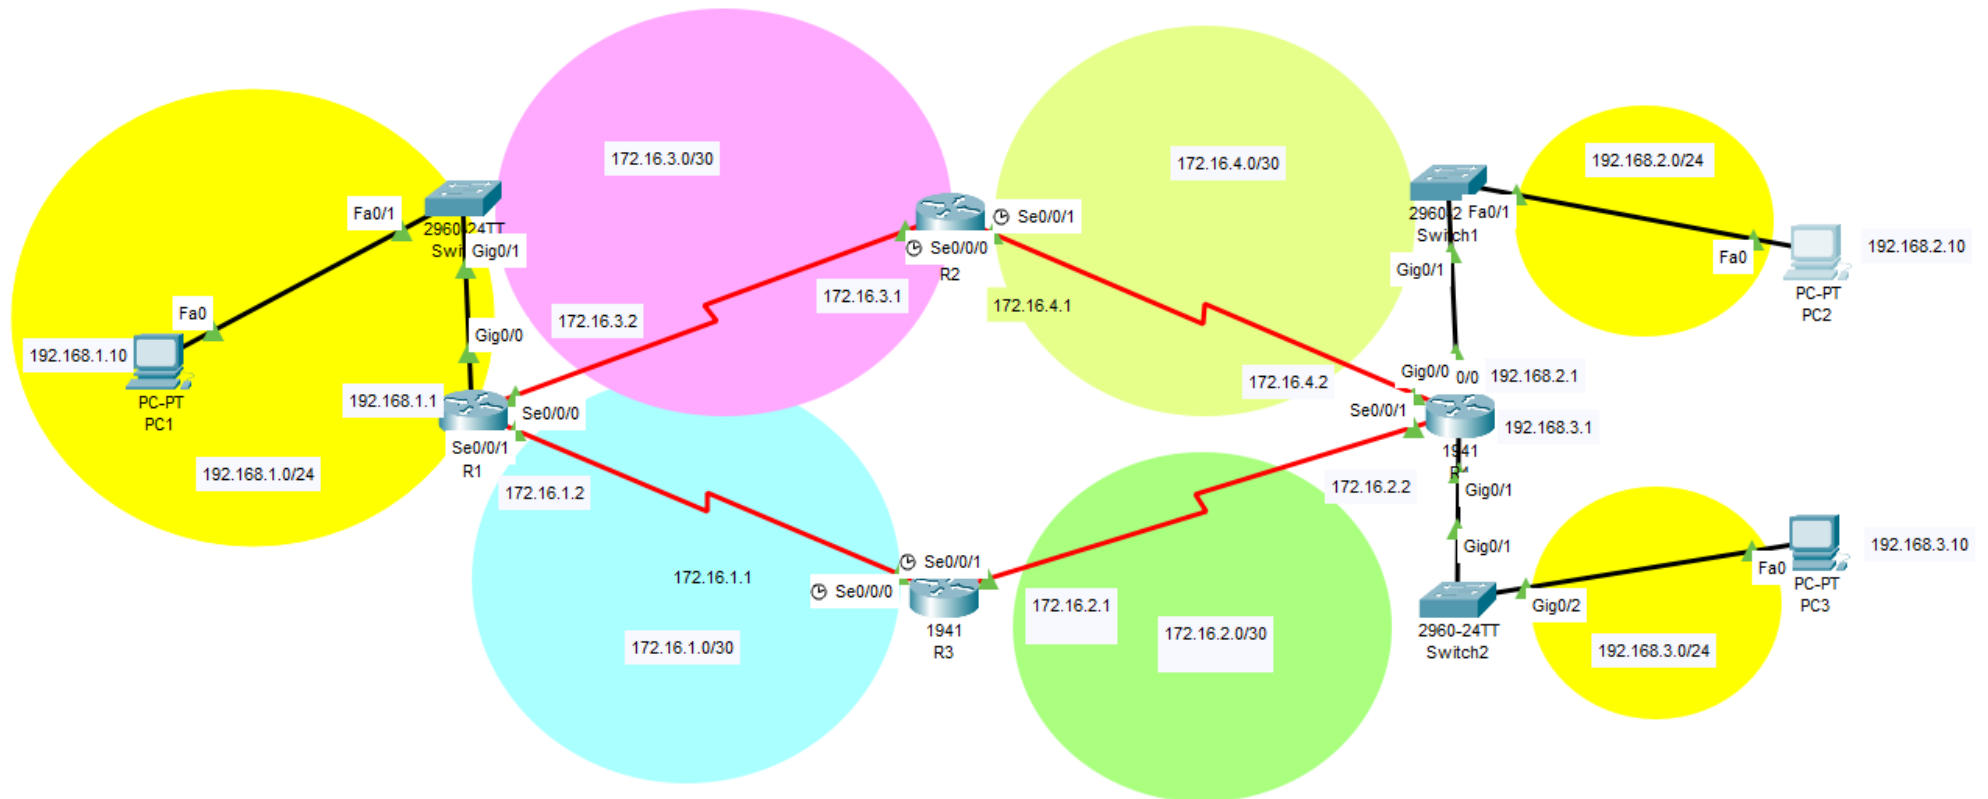 172.16.3.0/30
172.16.4.0/30
192.168.2.0/24
Fa0/1
2960-24TT
Gig0/1
Se0/0/1
Se0/0/0
R2
Fa0/1
Switch1
Gig0/1
Fa0
192.168.2.10
PC-PT
PC2
Fa0
172.16.3.2
172.16.3.1
172.16.4.1
Gig0/0
192.168.1.10
PC-PT
PC1
192.168.1.1
Se0/0/0
Se0/0/1
R1
172.16.4.2
Gig0/0
0/0
192.168.2.1
Se0/0/1
192.168.3.1
1941
192.168.1.0/24
172.16.1.2
172.16.2.2
Gig0/1
Gig0/1
172.16.1.1
Se0/0/1
Se0/0/0
1941
R3
172.16.2.1
172.16.2.0/30
172.16.1.0/30
192.168.3.10
Fa0
PC-PT
PC3
Gig0/2
2960-24TT
Switch2
192.168.3.0/24